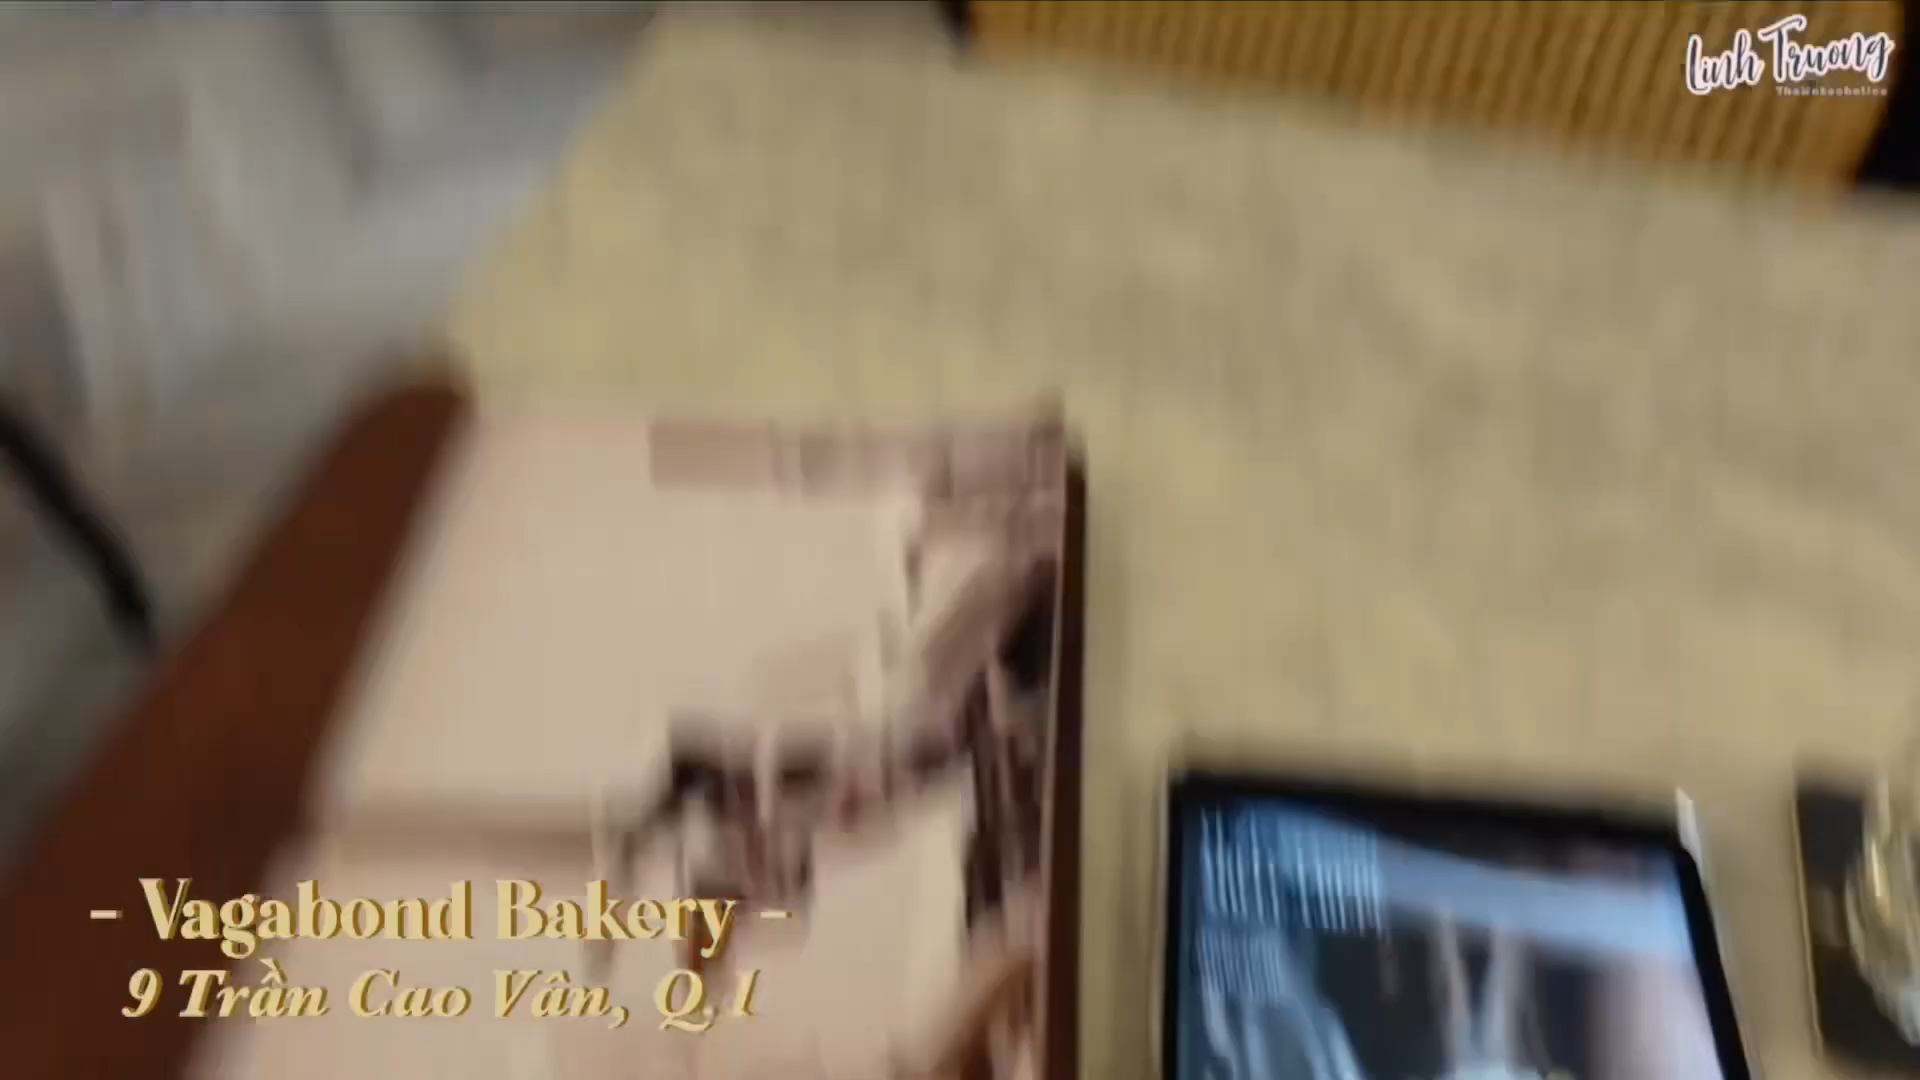 Linh Truong
- Vagabond Bakery -
9 Trần Cao Vân, Q.1